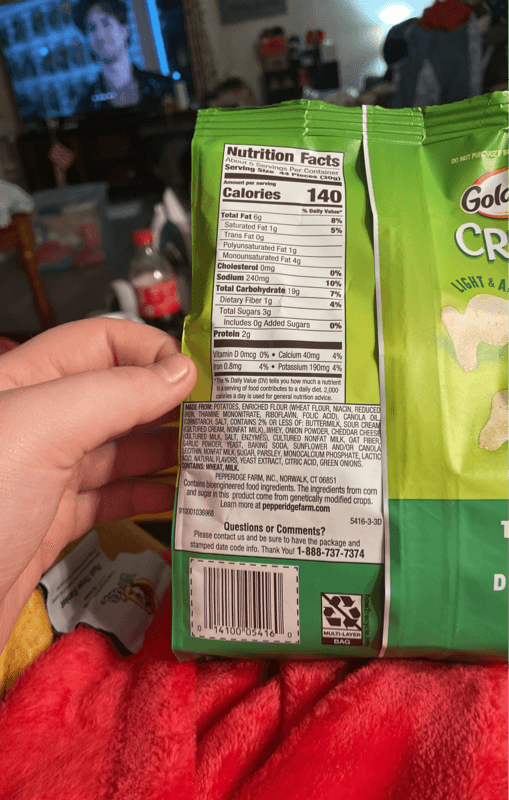 Nutrition Facts
About 5 Servings Per Container
Serving Size 44 Pieces (30g)
Amount per serving
Calories 140
% Daily Value*
Total Fat 6g 8%
Saturated Fat 1g 5%
Trans Fat 0g
Polyunsaturated Fat 1g
Monounsaturated Fat 4g
Cholesterol 0mg 0%
Sodium 240mg 10%
Total Carbohydrate 19g 7%
Dietary Fiber 1g 4%
Total Sugars 3g
Includes 0g Added Sugars 0%
Protein 2g
Vitamin D 0mcg 0% • Calcium 40mg 4%
Iron 0.8mg 4% • Potassium 190mg 4%
*The % Daily Value (DV) tells you how much a nutrient
in a serving of food contributes to a daily diet. 2,000
calories a day is used for general nutrition advice.
MADE FROM: POTATOES, ENRICHED FLOUR (WHEAT FLOUR, NIACIN, REDUCED
IRON, THIAMINE MONONITRATE, RIBOFLAVIN, FOLIC ACID), CANOLA OIL,
CORNSTARCH, SALT, CONTAINS 2% OR LESS OF: BUTTERMILK, SOUR CREAM
(CULTURED CREAM, NONFAT MILK), WHEY, ONION POWDER, CHEDDAR CHEESE
(CULTURED MILK, SALT, ENZYMES), CULTURED NONFAT MILK, OAT FIBER,
GARLIC POWDER, YEAST, BAKING SODA, SUNFLOWER AND/OR CANOLA
LECITHIN, NONFAT MILK, SUGAR, PARSLEY, MONOCALCIUM PHOSPHATE, LACTIC
ACID, NATURAL FLAVORS, YEAST EXTRACT, CITRIC ACID, GREEN ONIONS.
CONTAINS: WHEAT, MILK.
PEPPERIDGE FARM, INC., NORWALK, CT 06851
Contains bioengineered food ingredients. The ingredients from corn
and sugar in this product come from genetically modified crops.
Learn more at pepperidgefarm.com
910001036968
5416-3-3D
Questions or Comments?
Please contact us and be sure to have the package and
stamped date code info. Thank You! 1-888-737-7374
0 14100 05416 0
MULTI-LAYER
BAG
how2recycle.info
DO NOT PURCHASE
Gold
CR
LIGHT & A
T
D